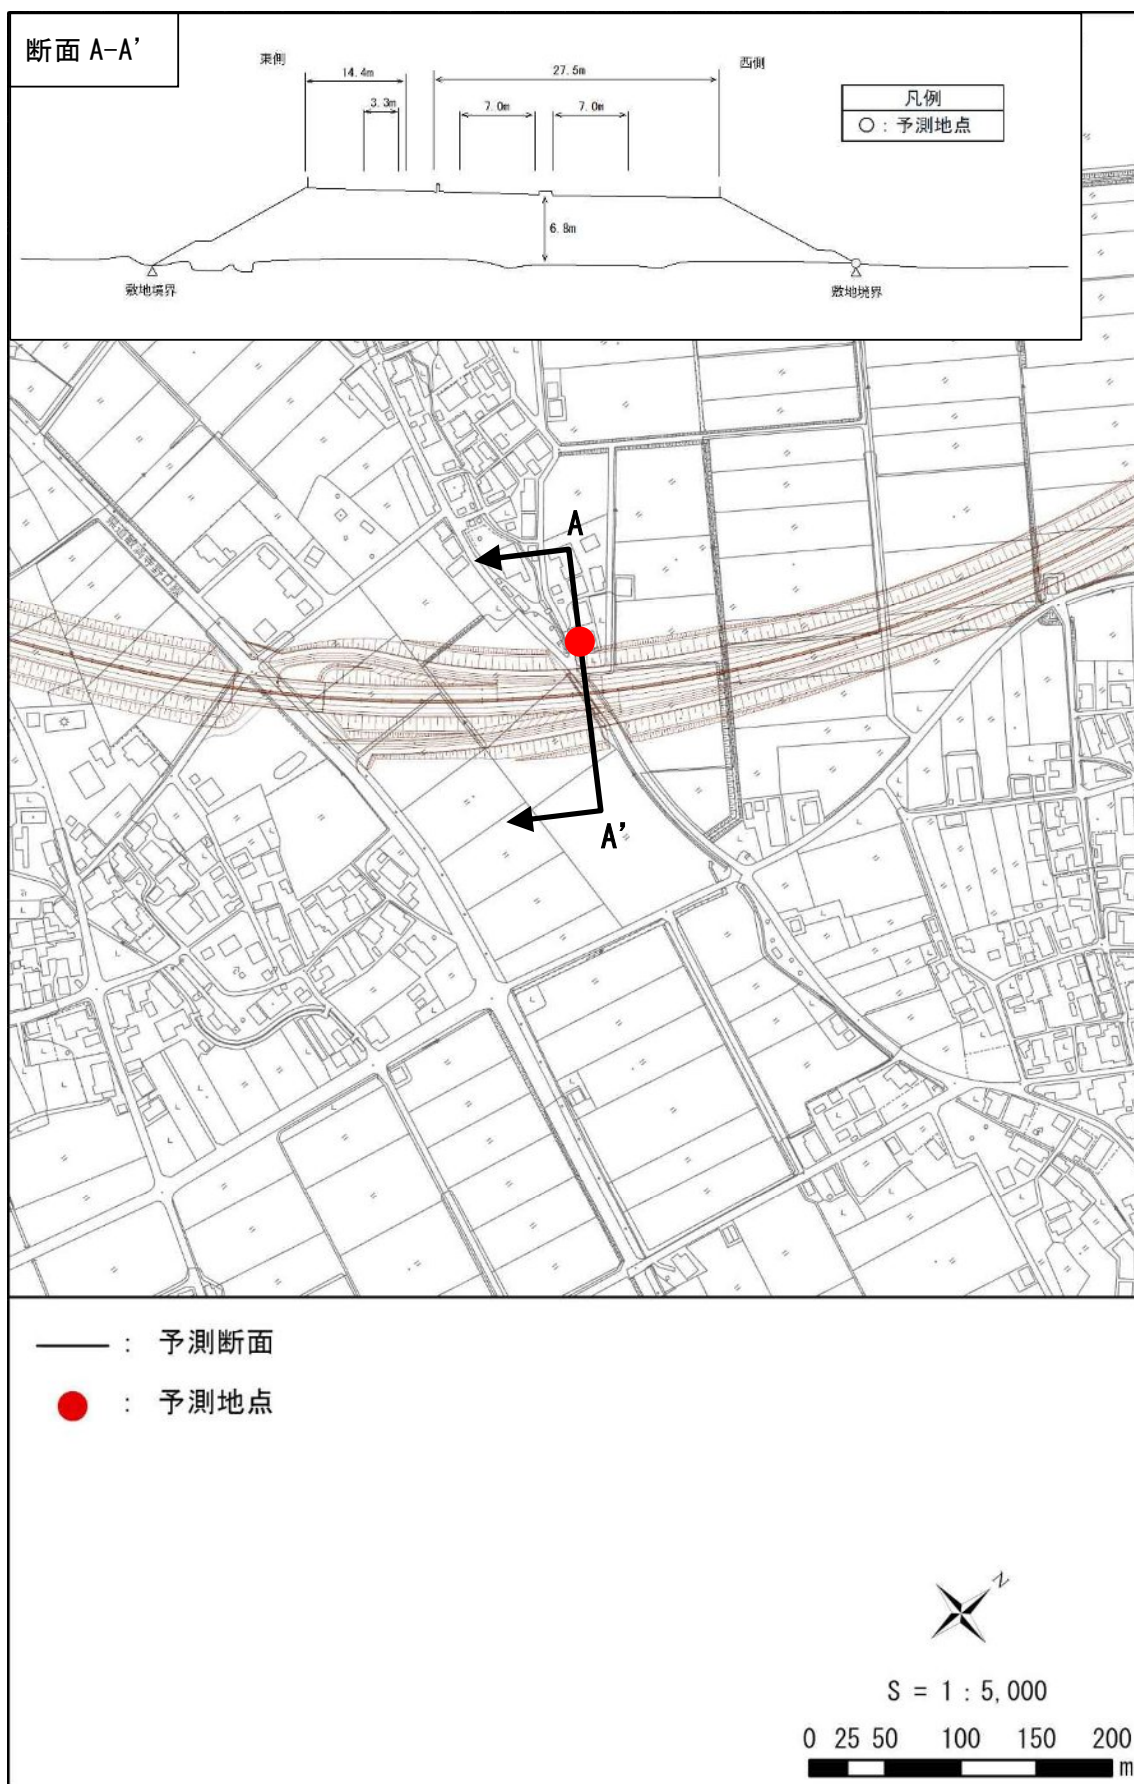 断面 A-A’
東側
西側
14.4m
27.5m
3.3m
7.0m
7.0m
凡例
○ : 予測地点
6.8m
敷地境界
敷地境界
A
A’
: 予測断面
: 予測地点
N
S = 1 : 5,000
0 25 50 100 150 200
m